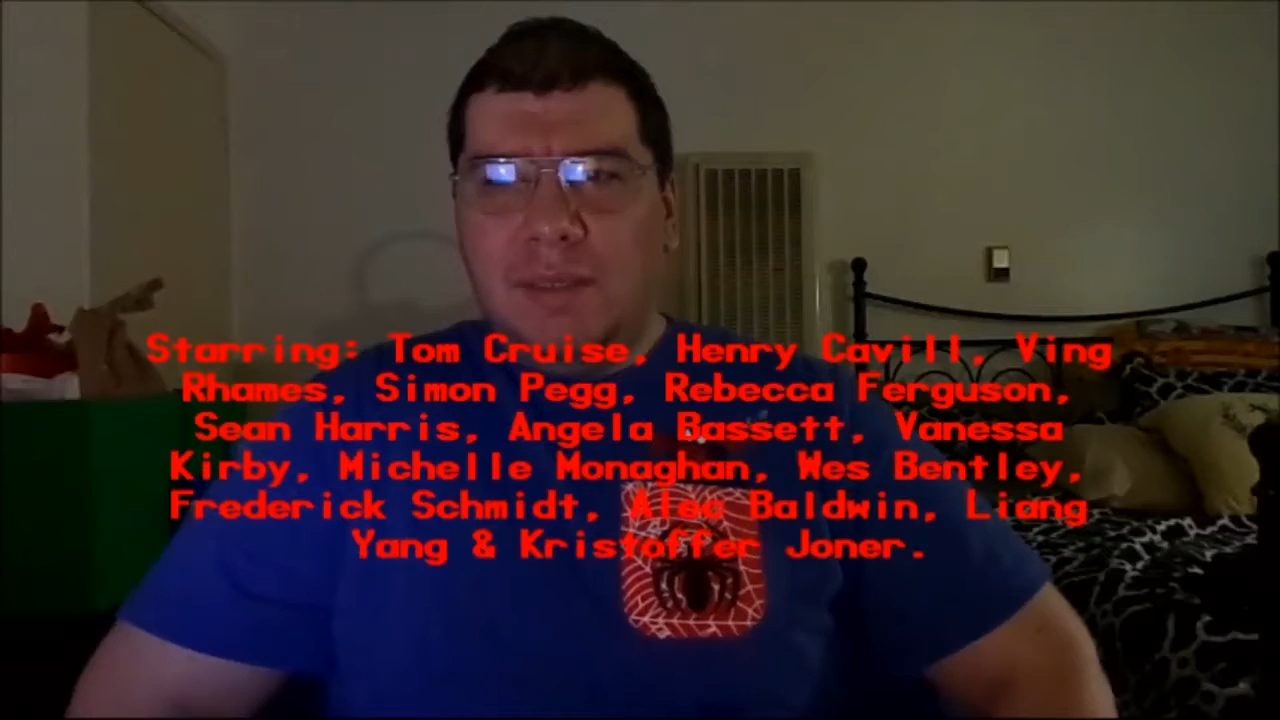 Starring: Tom Cruise, Henry Cavill, Ving
Rhames, Simon Pegg, Rebecca Ferguson,
Sean Harris, Angela Bassett, Vanessa
Kirby, Michelle Monaghan, Wes Bentley,
Frederick Schmidt, Alec Baldwin, Liang
Yang & Kristoffer Joner.